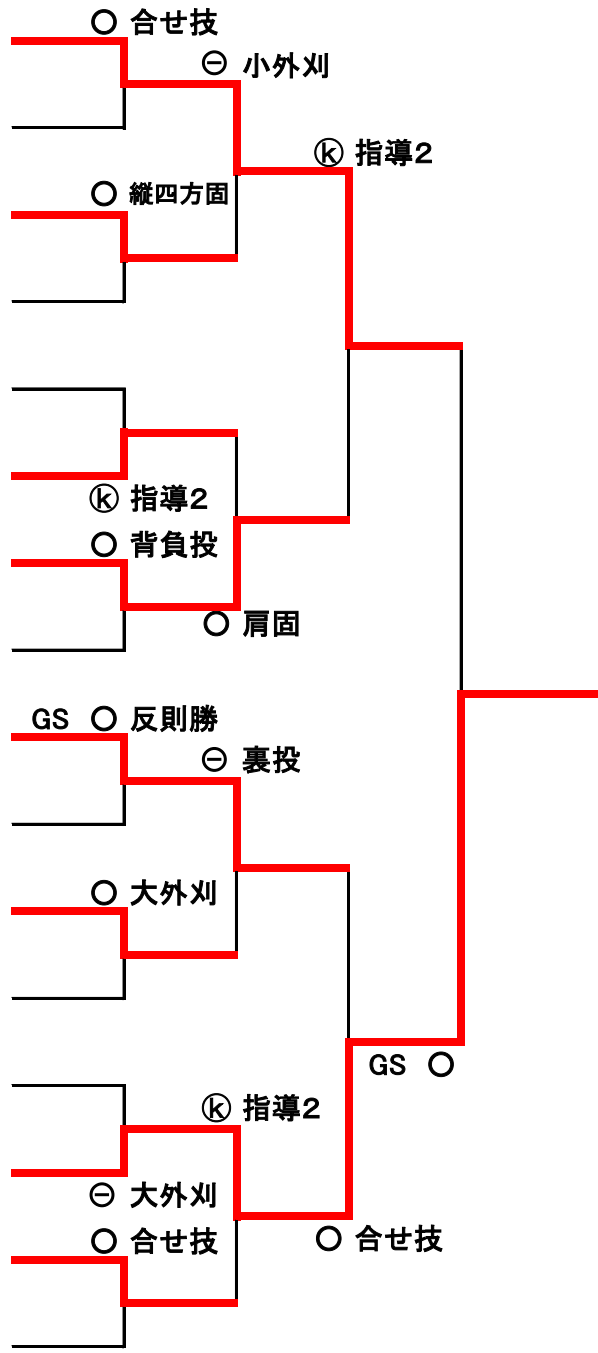 ○ 合せ技
⊖ 小外刈
ⓚ 指導2
○ 縦四方固
ⓚ 指導2
○ 背負投
○ 肩固
GS ○ 反則勝
⊖ 裏投
○ 大外刈
GS ○
ⓚ 指導2
⊖ 大外刈
○ 合せ技
○ 合せ技